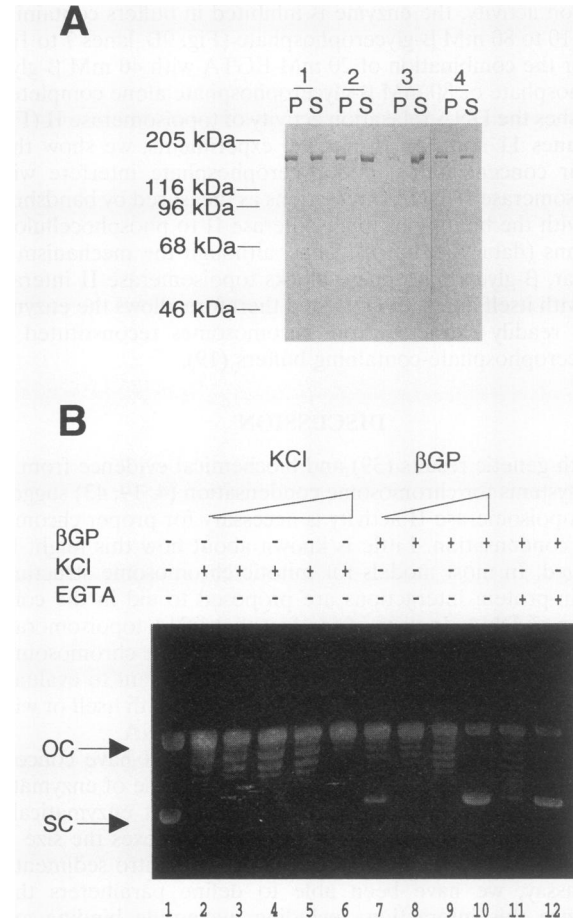 A
1 2 3 4
P S P S P S P S
205 kDa
116 kDa
96 kDa
68 kDa
46 kDa
B
KCl βGP
βGP - - - - - - + + + + + +
KCl - + + + + + - - - - - -
EGTA - - - - - - - - - - + +
OC
SC
1 2 3 4 5 6 7 8 9 10 11 12